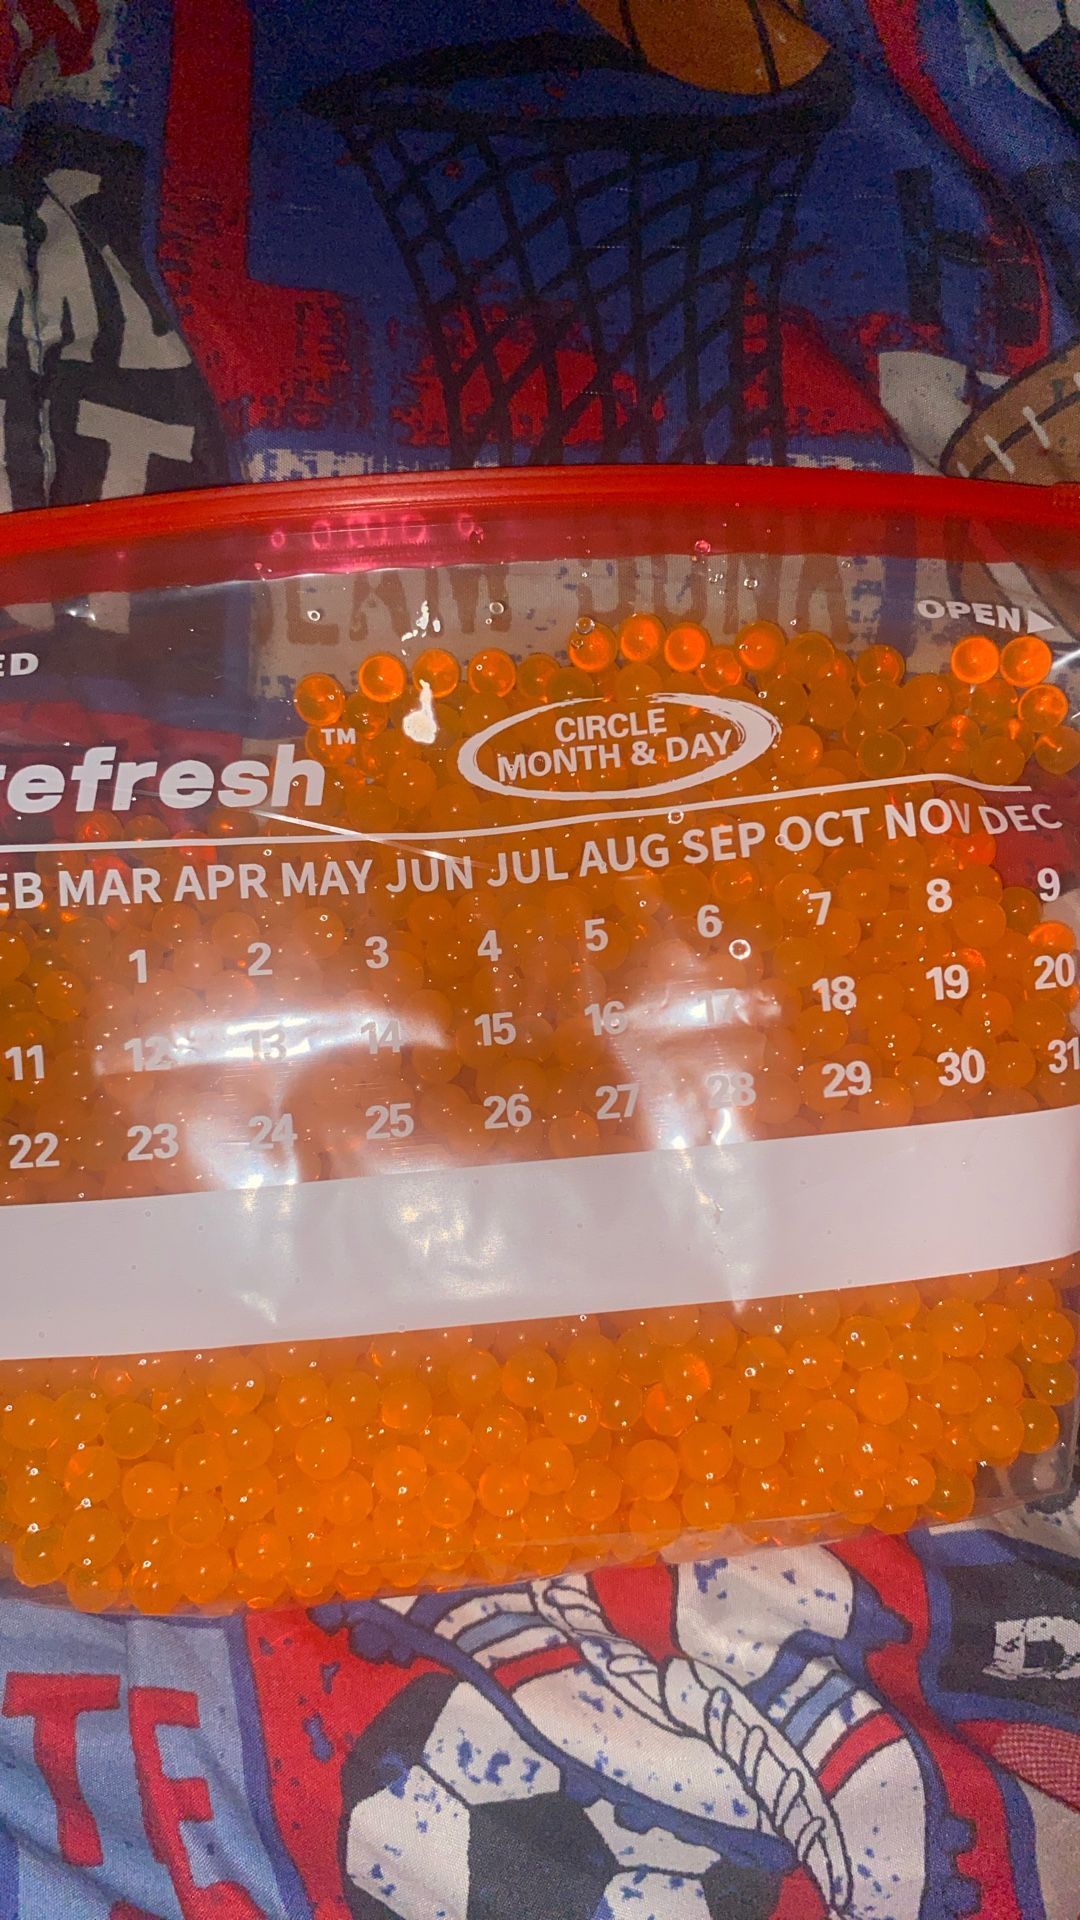 T
SLAM DUNK
OPEN
ED
CIRCLE
MONTH & DAY
refresh™
EB MAR APR MAY JUN JUL AUG SEP OCT NOV DEC
1 2 3 4 5 6 7 8 9
11 12 13 14 15 16 17 18 19 20
22 23 24 25 26 27 28 29 30 31
D
TE